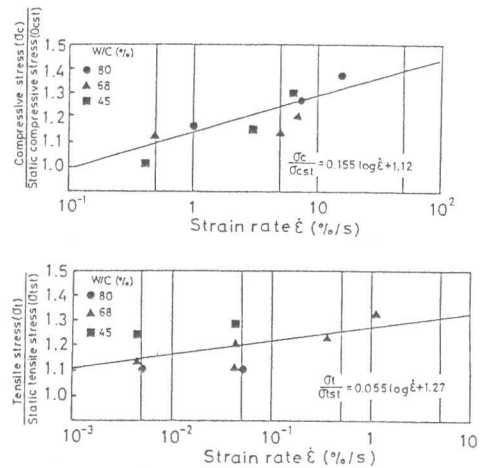 Compressive stress (σc)
Static compressive stress (σcst)
1.5
1.4
1.3
1.2
1.1
1.0
W/C (%)
● 80
▲ 68
■ 45
σc/σcst = 0.155 log ε̇ + 1.12
10⁻¹ 1 10 10²
Strain rate ε̇ (%/s)
Tensite stress (σt)
Static tensile stress (σtst)
1.5
1.4
1.3
1.2
1.1
1.0
W/C (%)
● 80
▲ 68
■ 45
σt/σtst = 0.055 log ε̇ + 1.27
10⁻³ 10⁻² 10⁻¹ 1 10
Strain rate ε̇ (%/s)